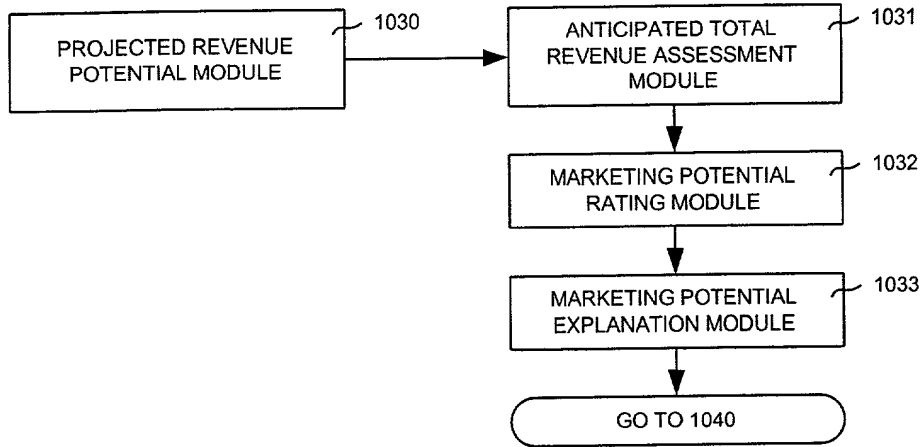 PROJECTED REVENUE
POTENTIAL MODULE
1030
ANTICIPATED TOTAL
REVENUE ASSESSMENT
MODULE
1031
MARKETING POTENTIAL
RATING MODULE
1032
MARKETING POTENTIAL
EXPLANATION MODULE
1033
GO TO 1040